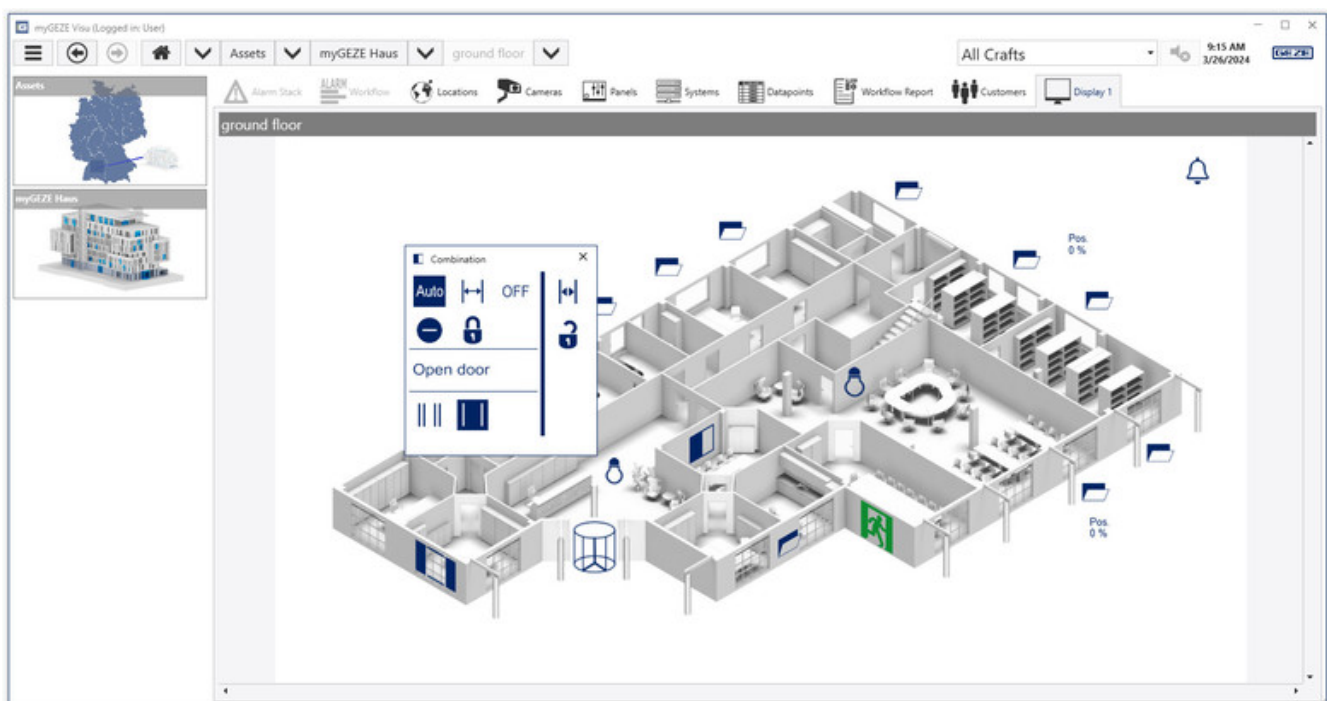 myGEZE Visu (Logged in: User)
Assets myGEZE Haus ground floor All Crafts 9:15 AM
3/26/2024
GEZE
Assets
Alarm Stack ALARM Workflow Locations Cameras Panels Systems Datapoints Workflow Report Customers Display 1
ground floor
myGEZE Haus
Combination
Auto OFF
Open door
Pos.
0 %
Pos.
0 %